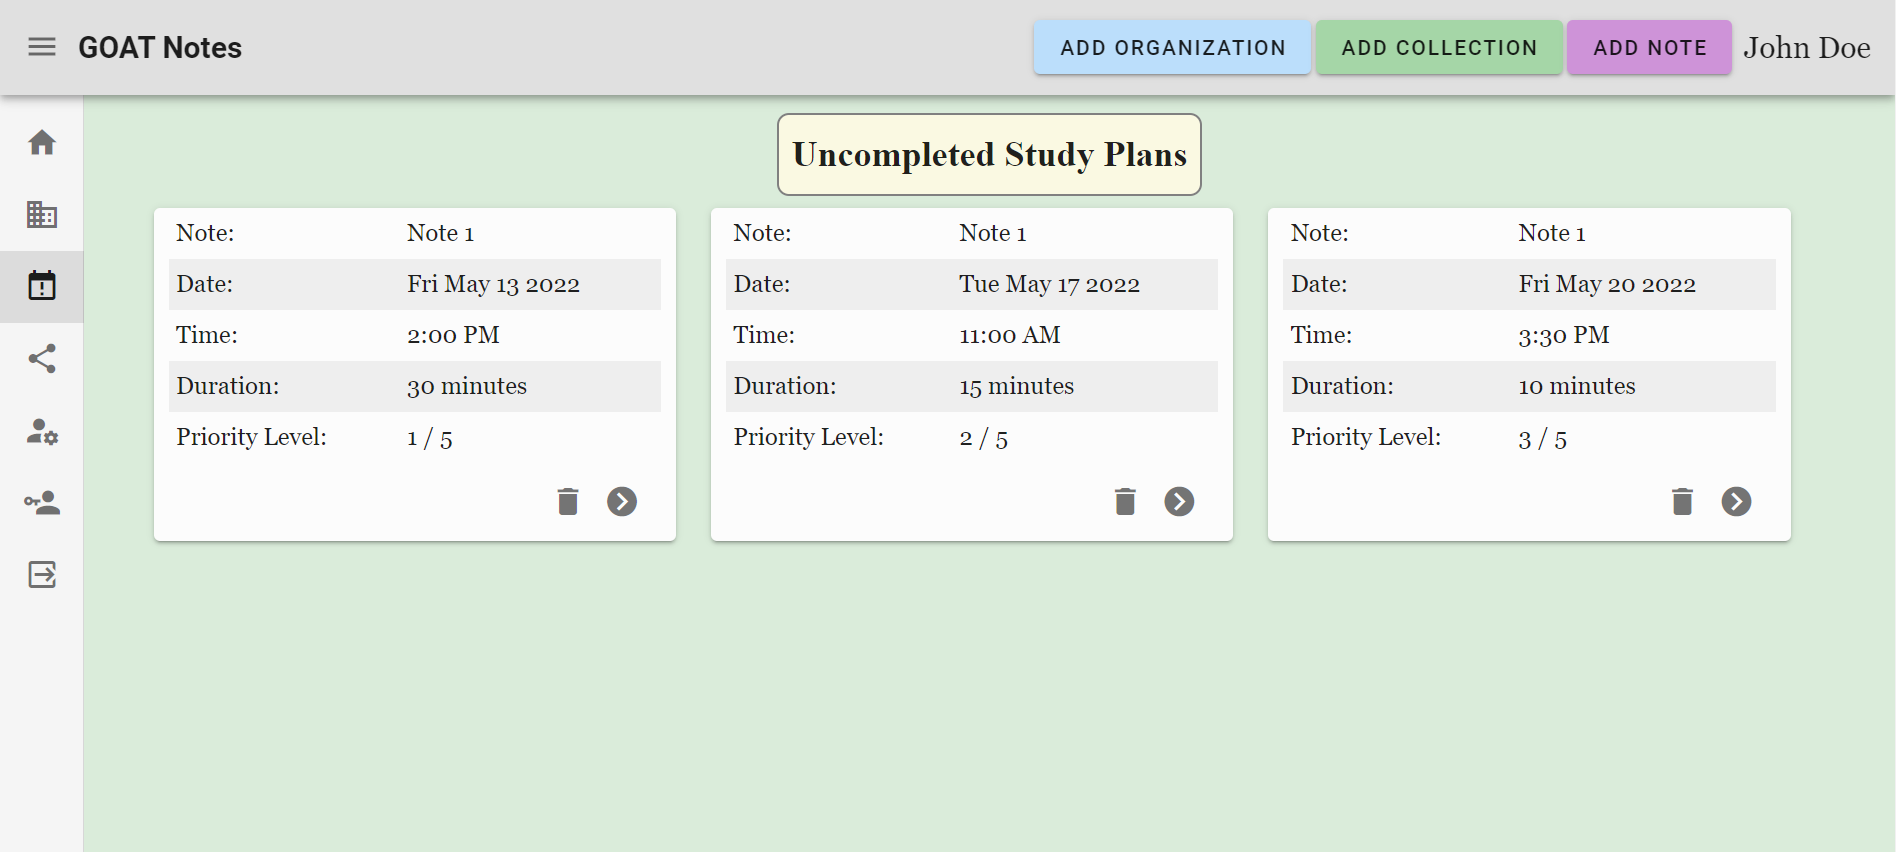 GOAT Notes
ADD ORGANIZATION
ADD COLLECTION
ADD NOTE
John Doe
Uncompleted Study Plans
Note: Note 1
Date: Fri May 13 2022
Time: 2:00 PM
Duration: 30 minutes
Priority Level: 1 / 5
Note: Note 1
Date: Tue May 17 2022
Time: 11:00 AM
Duration: 15 minutes
Priority Level: 2 / 5
Note: Note 1
Date: Fri May 20 2022
Time: 3:30 PM
Duration: 10 minutes
Priority Level: 3 / 5